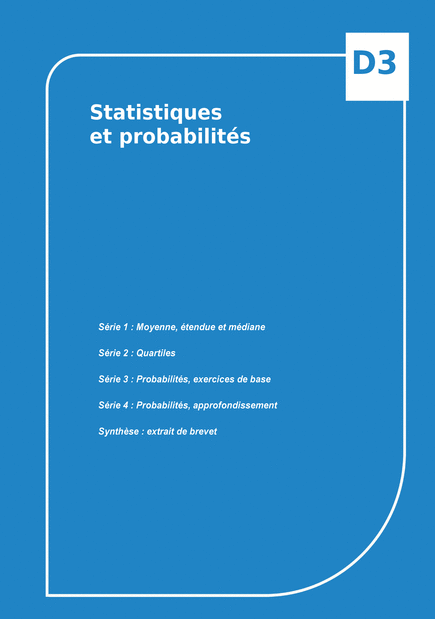 D3
Statistiques
et probabilités
Série 1 : Moyenne, étendue et médiane
Série 2 : Quartiles
Série 3 : Probabilités, exercices de base
Série 4 : Probabilités, approfondissement
Synthèse : extrait de brevet